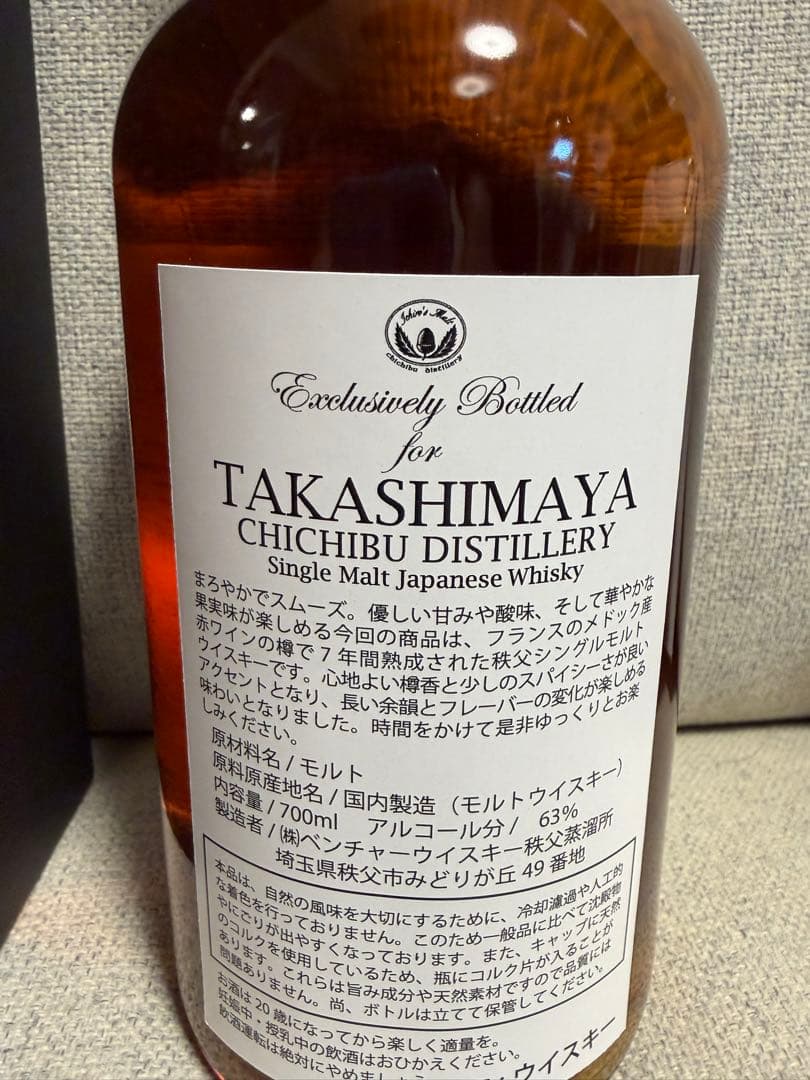 Ichiro's Malt
chichibu distillery
Exclusively Bottled
for
TAKASHIMAYA
CHICHIBU DISTILLERY
Single Malt Japanese Whisky
まろやかでスムーズ。優しい甘みや酸味、そして華やかな
果実味が楽しめる今回の商品は、フランスのメドック産
赤ワインの樽で7年間熟成された秩父シングルモルト
ウイスキーです。心地よい樽香と少しのスパイシーさが良い
アクセントとなり、長い余韻とフレーバーの変化が楽しめる
味わいとなりました。時間をかけて是非ゆっくりとお楽
しみください。
原材料名 / モルト
原料原産地名 / 国内製造（モルトウイスキー）
内容量 / 700ml アルコール分 / 63%
製造者 / ㈱ベンチャーウイスキー秩父蒸溜所
埼玉県秩父市みどりが丘49番地
本品は、自然の風味を大切にするために、冷却濾過や人工的
な着色を行っておりません。このため一般品に比べて沈殿物
やにごりが出やすくなっております。また、キャップに天然
のコルクを使用しているため、瓶にコルク片が入ることが
あります。これらは旨み成分や天然素材ですので品質には
問題ありません。尚、ボトルは立てて保管してください。
お酒は20歳になってから楽しく適量を。
妊娠中・授乳中の飲酒はおひかえください。
飲酒運転は絶対にやめましょう
ウイスキー